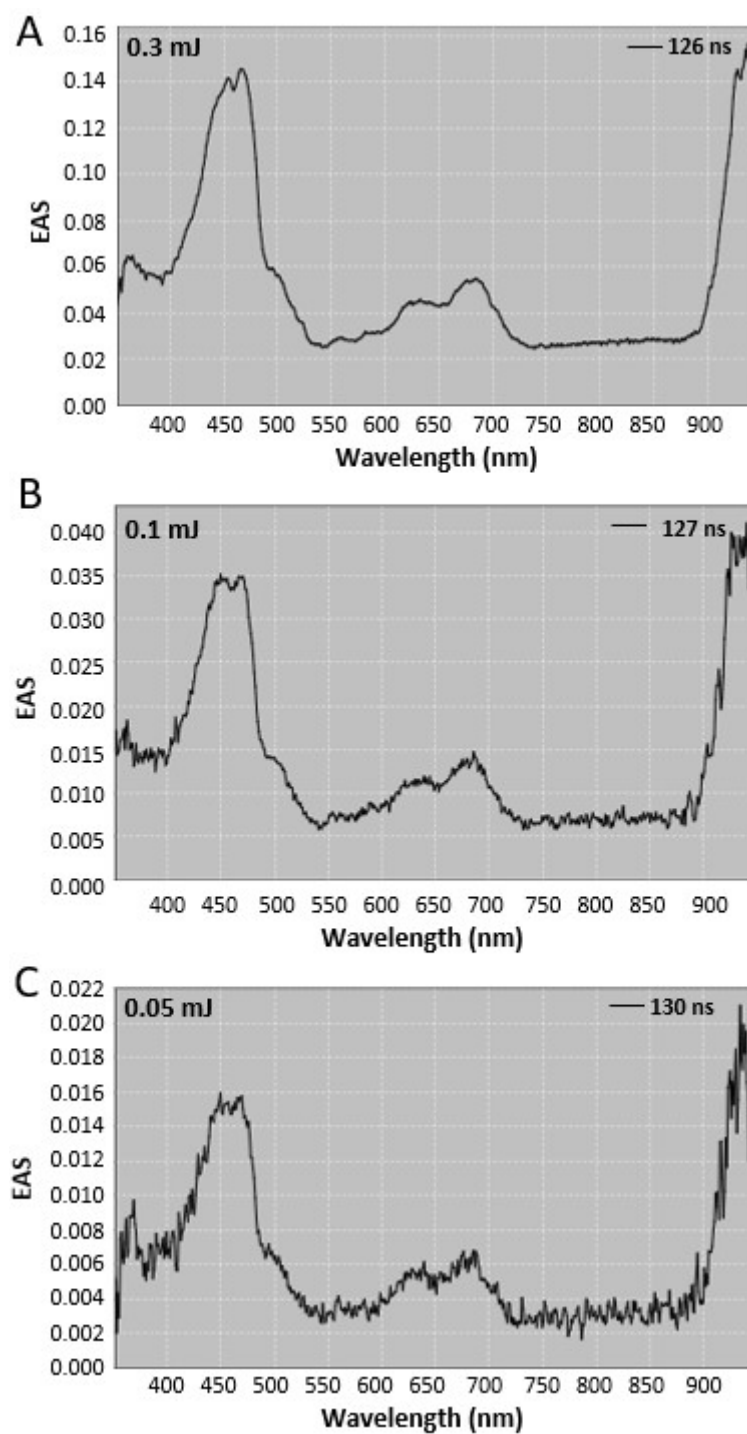 A
0.3 mJ
126 ns
0.16
0.14
0.12
0.10
0.08
0.06
0.04
0.02
0.00
EAS
400 450 500 550 600 650 700 750 800 850 900
Wavelength (nm)
B
0.1 mJ
127 ns
0.040
0.035
0.030
0.025
0.020
0.015
0.010
0.005
0.000
EAS
400 450 500 550 600 650 700 750 800 850 900
Wavelength (nm)
C
0.05 mJ
130 ns
0.022
0.020
0.018
0.016
0.014
0.012
0.010
0.008
0.006
0.004
0.002
0.000
EAS
400 450 500 550 600 650 700 750 800 850 900
Wavelength (nm)